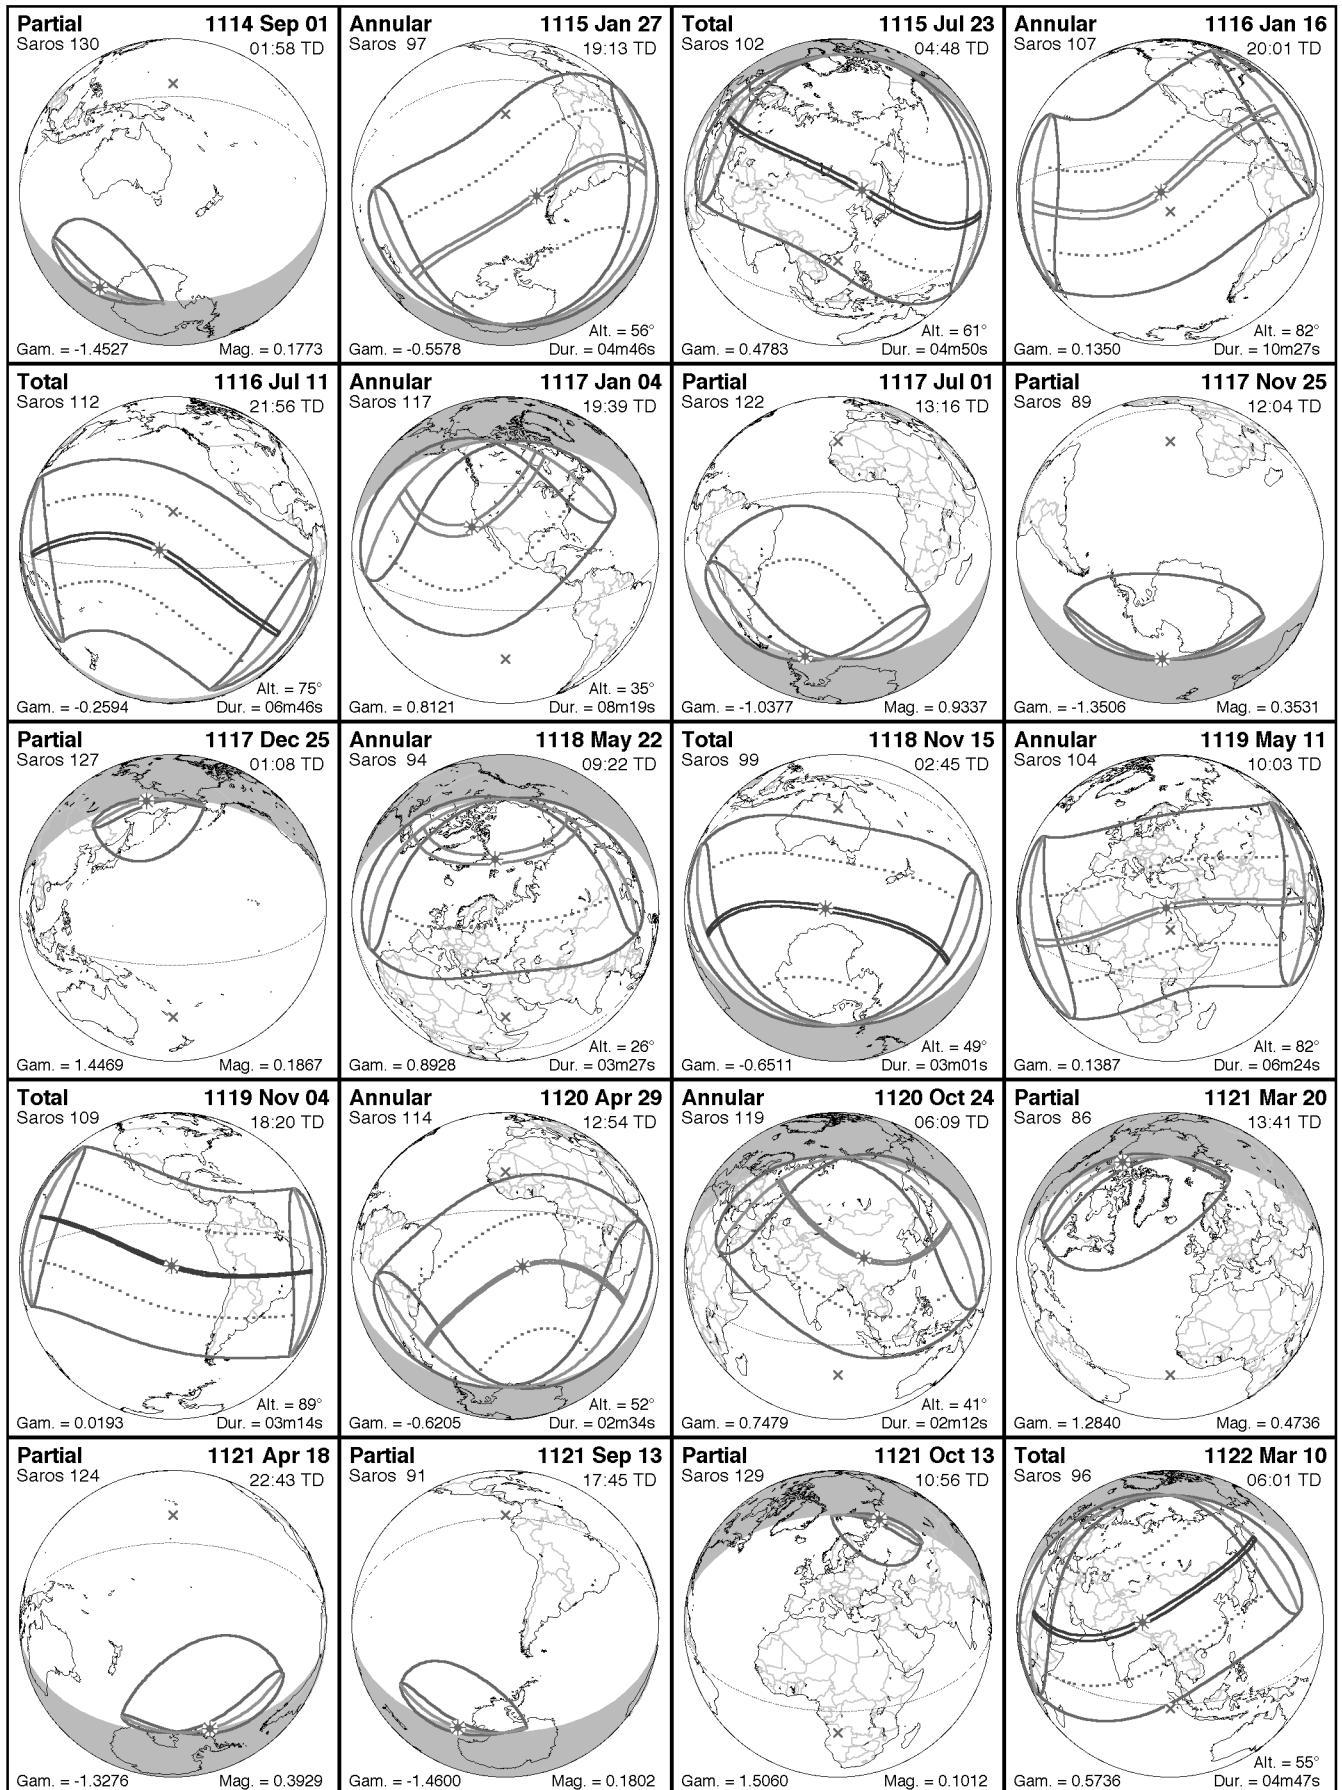 Partial 1114 Sep 01
Saros 130 01:58 TD
Gam. = -1.4527 Mag. = 0.1773
Annular 1115 Jan 27
Saros 97 19:13 TD
Alt. = 56°
Gam. = -0.5578 Dur. = 04m46s
Total 1115 Jul 23
Saros 102 04:48 TD
Alt. = 61°
Gam. = 0.4783 Dur. = 04m50s
Annular 1116 Jan 16
Saros 107 20:01 TD
Alt. = 82°
Gam. = 0.1350 Dur. = 10m27s
Total 1116 Jul 11
Saros 112 21:56 TD
Alt. = 75°
Gam. = -0.2594 Dur. = 06m46s
Annular 1117 Jan 04
Saros 117 19:39 TD
Alt. = 35°
Gam. = 0.8121 Dur. = 08m19s
Partial 1117 Jul 01
Saros 122 13:16 TD
Gam. = -1.0377 Mag. = 0.9337
Partial 1117 Nov 25
Saros 89 12:04 TD
Gam. = -1.3506 Mag. = 0.3531
Partial 1117 Dec 25
Saros 127 01:08 TD
Gam. = 1.4469 Mag. = 0.1867
Annular 1118 May 22
Saros 94 09:22 TD
Alt. = 26°
Gam. = 0.8928 Dur. = 03m27s
Total 1118 Nov 15
Saros 99 02:45 TD
Alt. = 49°
Gam. = -0.6511 Dur. = 03m01s
Annular 1119 May 11
Saros 104 10:03 TD
Alt. = 82°
Gam. = 0.1387 Dur. = 06m24s
Total 1119 Nov 04
Saros 109 18:20 TD
Alt. = 89°
Gam. = 0.0193 Dur. = 03m14s
Annular 1120 Apr 29
Saros 114 12:54 TD
Alt. = 52°
Gam. = -0.6205 Dur. = 02m34s
Annular 1120 Oct 24
Saros 119 06:09 TD
Alt. = 41°
Gam. = 0.7479 Dur. = 02m12s
Partial 1121 Mar 20
Saros 86 13:41 TD
Gam. = 1.2840 Mag. = 0.4736
Partial 1121 Apr 18
Saros 124 22:43 TD
Gam. = -1.3276 Mag. = 0.3929
Partial 1121 Sep 13
Saros 91 17:45 TD
Gam. = -1.4600 Mag. = 0.1802
Partial 1121 Oct 13
Saros 129 10:56 TD
Gam. = 1.5060 Mag. = 0.1012
Total 1122 Mar 10
Saros 96 06:01 TD
Alt. = 55°
Gam. = 0.5736 Dur. = 04m47s